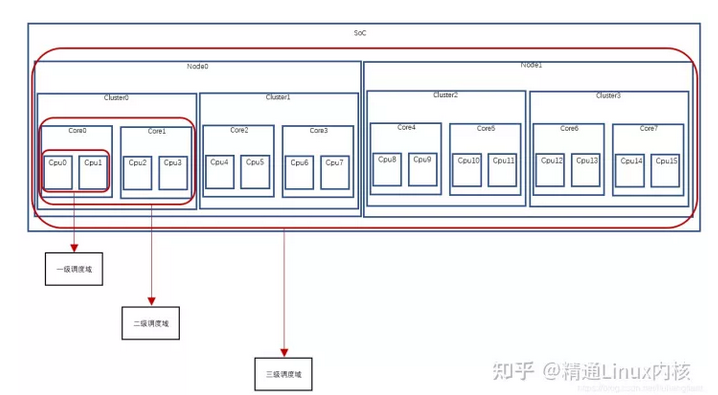 SoC
Node0
Node1
Cluster0
Cluster1
Cluster2
Cluster3
Core0
Core1
Core2
Core3
Core4
Core5
Core6
Core7
Cpu0
Cpu1
Cpu2
Cpu3
Cpu4
Cpu5
Cpu6
Cpu7
Cpu8
Cpu9
Cpu10
Cpu11
Cpu12
Cpu13
Cpu14
Cpu15
一级调度域
二级调度域
三级调度域
知乎 @精通Linux内核